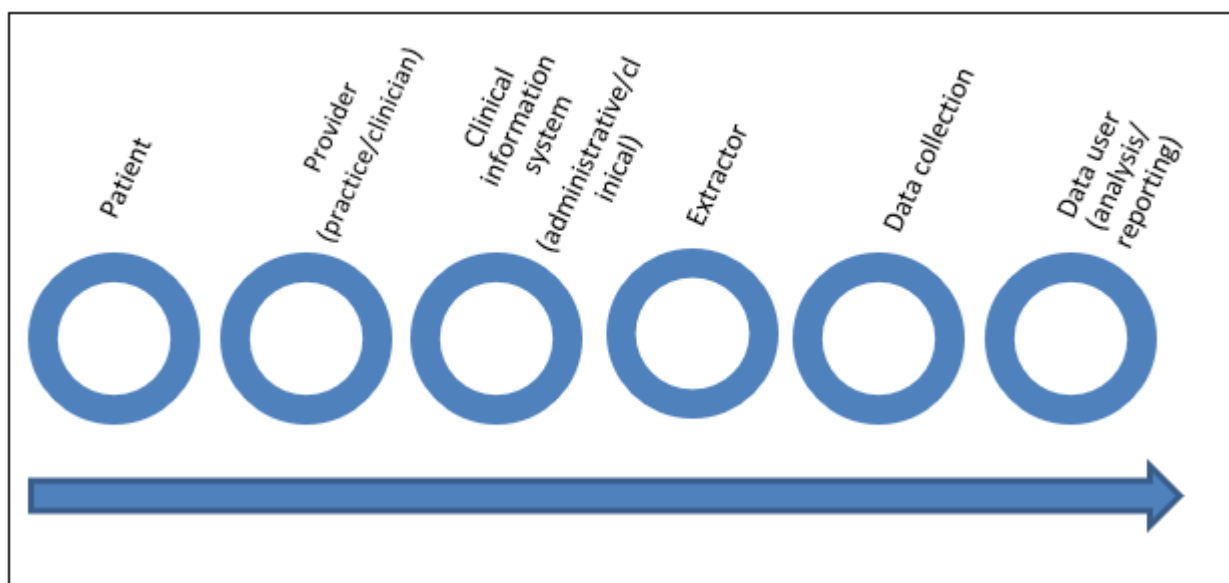 Patient
Provider
(practice/clinician)
Clinical
information
system
(administrative/cl
inical)
Extractor
Data collection
Data user
(analysis/
reporting)